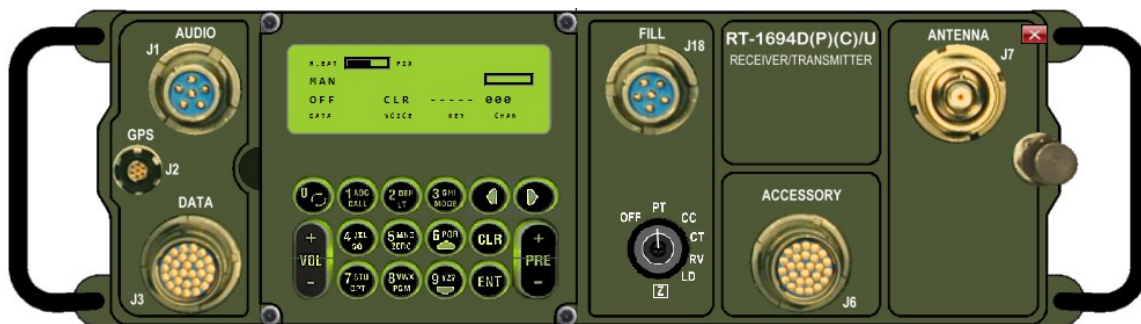 AUDIO
J1
GPS
J2
DATA
J3
R.BAT FIX
MAN
OFF CLR ----- 000
DATA VOICE KEY CHAN
0 1 ABC CALL 2 DEF LT 3 GHI MODE
+ VOL - 4 JKL SQ 5 MNO ZERO 6 PQR CLR + PRE -
7 STU OPT 8 VWX PGM 9 YZ? ENT
FILL
J18
OFF PT CC CT RV LD Z
RT-1694D(P)(C)/U
RECEIVER/TRANSMITTER
ACCESSORY
J6
ANTENNA
J7